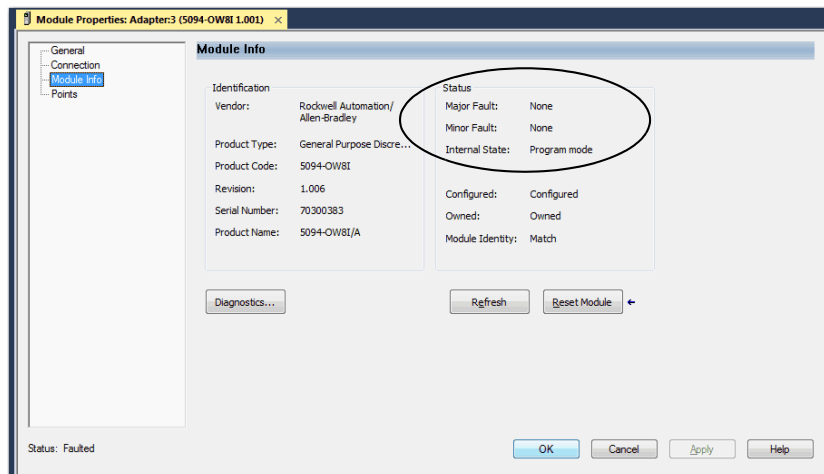 Module Properties: Adapter:3 (5094-OW8I 1.001) ×
General
Connection
Module Info
Points
Module Info
Identification
Vendor: Rockwell Automation/
Allen-Bradley
Product Type: General Purpose Discre...
Product Code: 5094-OW8I
Revision: 1.006
Serial Number: 70300383
Product Name: 5094-OW8I/A
Status
Major Fault: None
Minor Fault: None
Internal State: Program mode
Configured: Configured
Owned: Owned
Module Identity: Match
Diagnostics...
Refresh
Reset Module ←
Status: Faulted
OK
Cancel
Apply
Help